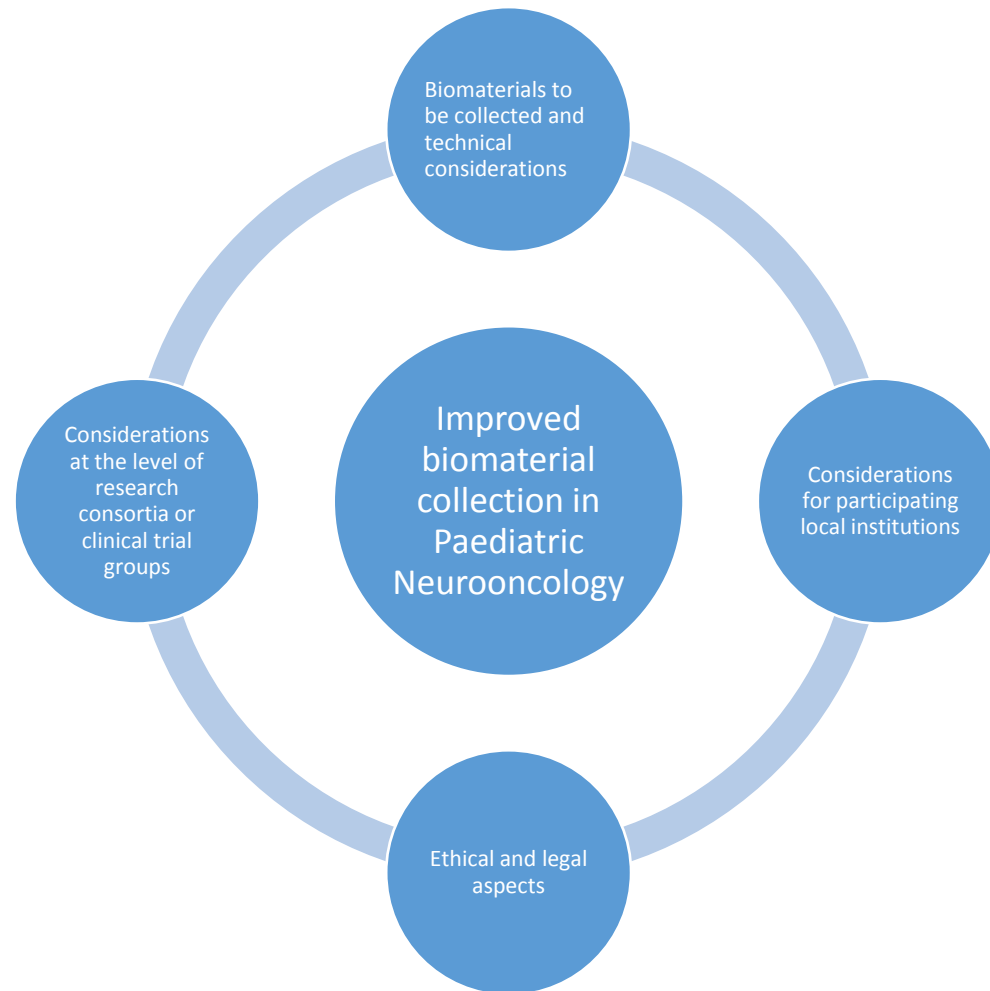 Biomaterials to
be collected and
technical
considerations
Considerations
at the level of
research
consortia or
clinical trial
groups
Improved
biomaterial
collection in
Paediatric
Neurooncology
Considerations
for participating
local institutions
Ethical and legal
aspects